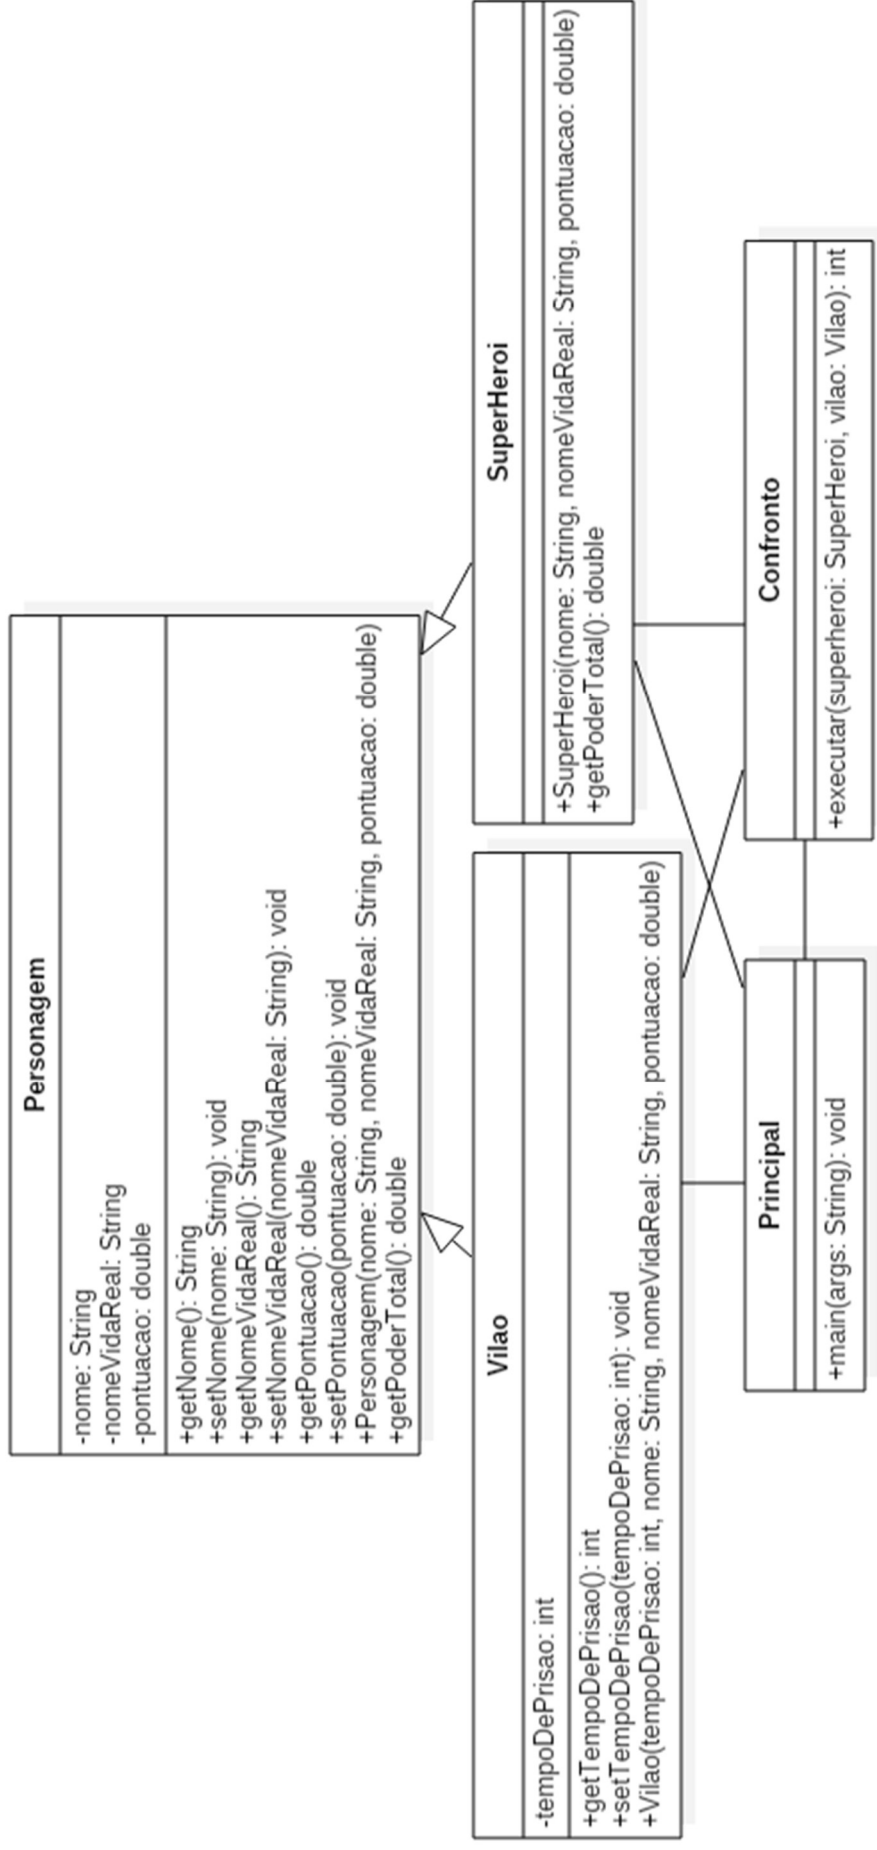 Personagem
-nome: String
-nomeVidaReal: String
-pontuacao: double
+getNome(): String
+setNome(nome: String): void
+getNomeVidaReal(): String
+setNomeVidaReal(nomeVidaReal: String): void
+getPontuacao(): double
+setPontuacao(pontuacao: double): void
+Personagem(nome: String, nomeVidaReal: String, pontuacao: double)
+getPoderTotal(): double
Vilao
-tempoDePrisao: int
+getTempoDePrisao(): int
+setTempoDePrisao(tempoDePrisao: int): void
+Vilao(tempoDePrisao: int, nome: String, nomeVidaReal: String, pontuacao: double)
SuperHeroi
+SuperHeroi(nome: String, nomeVidaReal: String, pontuacao: double)
+getPoderTotal(): double
Principal
+main(args: String): void
Confronto
+executar(superheroi: SuperHeroi, vilao: Vilao): int